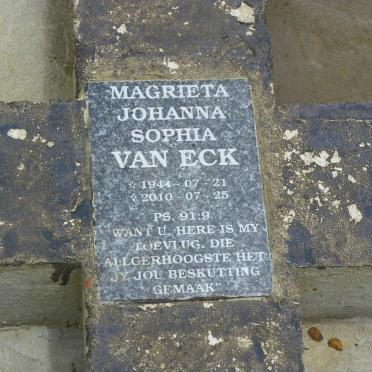 MAGRIETA
JOHANNA
SOPHIA
VAN ECK
☆ 1944 - 07 - 21
☆ 2010 - 07 - 25
PS. 91:9
"WANT U, HERE IS MY
TOEVLUG. DIE
ALLCERHOOGSTE HET
JY JOU BESKUTTING
GEMAAK"